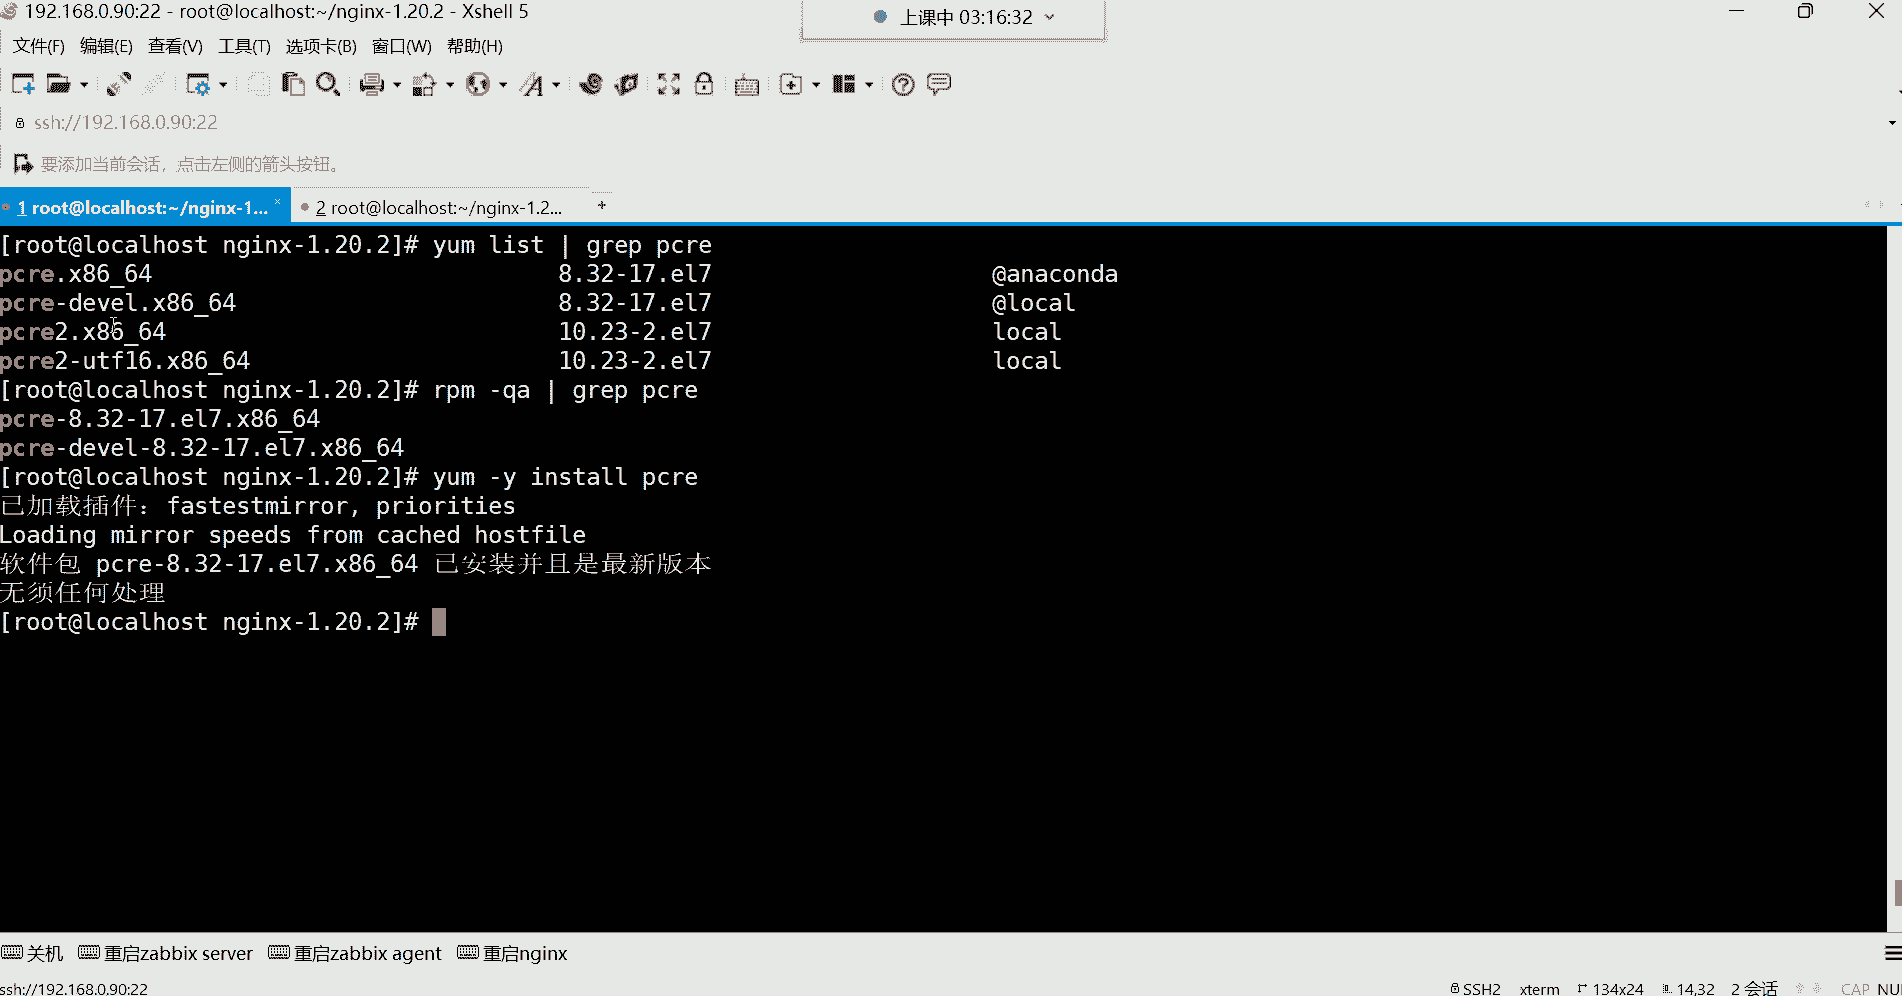 192.168.0.90:22 - root@localhost:~/nginx-1.20.2 - Xshell 5
上课中 03:16:32
文件(F) 编辑(E) 查看(V) 工具(T) 选项卡(B) 窗口(W) 帮助(H)
ssh://192.168.0.90:22
要添加当前会话，点击左侧的箭头按钮。
1 root@localhost:~/nginx-1... × 2 root@localhost:~/nginx-1.2... +
[root@localhost nginx-1.20.2]# yum list | grep pcre
pcre.x86_64 8.32-17.el7 @anaconda
pcre-devel.x86_64 8.32-17.el7 @local
pcre2.x86_64 10.23-2.el7 local
pcre2-utf16.x86_64 10.23-2.el7 local
[root@localhost nginx-1.20.2]# rpm -qa | grep pcre
pcre-8.32-17.el7.x86_64
pcre-devel-8.32-17.el7.x86_64
[root@localhost nginx-1.20.2]# yum -y install pcre
已加载插件：fastestmirror, priorities
Loading mirror speeds from cached hostfile
软件包 pcre-8.32-17.el7.x86_64 已安装并且是最新版本
无须任何处理
[root@localhost nginx-1.20.2]#
关机 重启zabbix server 重启zabbix agent 重启nginx
ssh://192.168.0.90:22 SSH2 xterm 134x24 14,32 2 会话 CAP NU